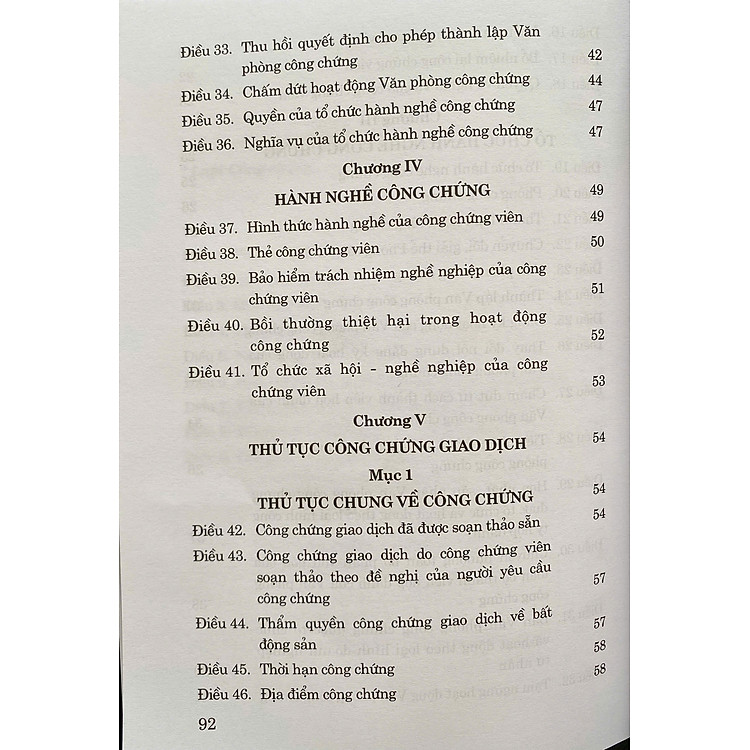 Điều 33. Thu hồi quyết định cho phép thành lập Văn
phòng công chứng 42
Điều 34. Chấm dứt hoạt động Văn phòng công chứng 44
Điều 35. Quyền của tổ chức hành nghề công chứng 47
Điều 36. Nghĩa vụ của tổ chức hành nghề công chứng 47
Chương IV
HÀNH NGHỀ CÔNG CHỨNG 49
Điều 37. Hình thức hành nghề của công chứng viên 49
Điều 38. Thẻ công chứng viên 50
Điều 39. Bảo hiểm trách nhiệm nghề nghiệp của công
chứng viên 51
Điều 40. Bồi thường thiệt hại trong hoạt động
công chứng 52
Điều 41. Tổ chức xã hội - nghề nghiệp của công
chứng viên 53
Chương V
THỦ TỤC CÔNG CHỨNG GIAO DỊCH 54
Mục 1
THỦ TỤC CHUNG VỀ CÔNG CHỨNG 54
Điều 42. Công chứng giao dịch đã được soạn thảo sẵn 54
Điều 43. Công chứng giao dịch do công chứng viên
soạn thảo theo đề nghị của người yêu cầu
công chứng 57
Điều 44. Thẩm quyền công chứng giao dịch về bất
động sản 57
Điều 45. Thời hạn công chứng 58
Điều 46. Địa điểm công chứng 58
92